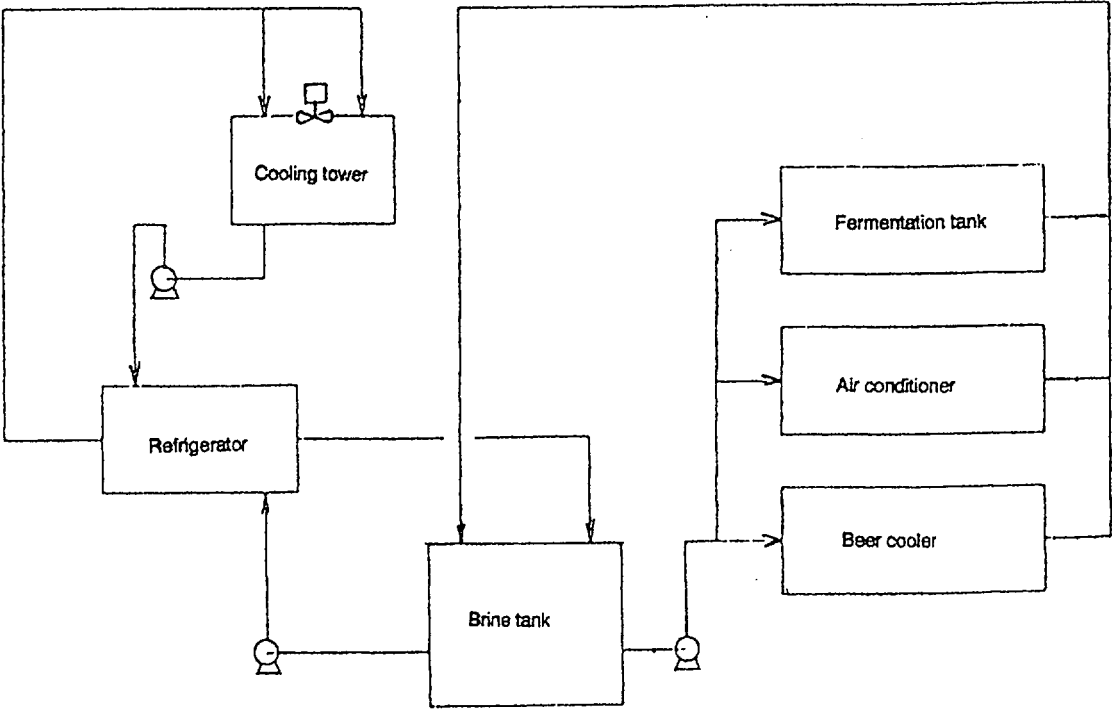 Cooling tower
Fermentation tank
Air conditioner
Refrigerator
Beer cooler
Brine tank